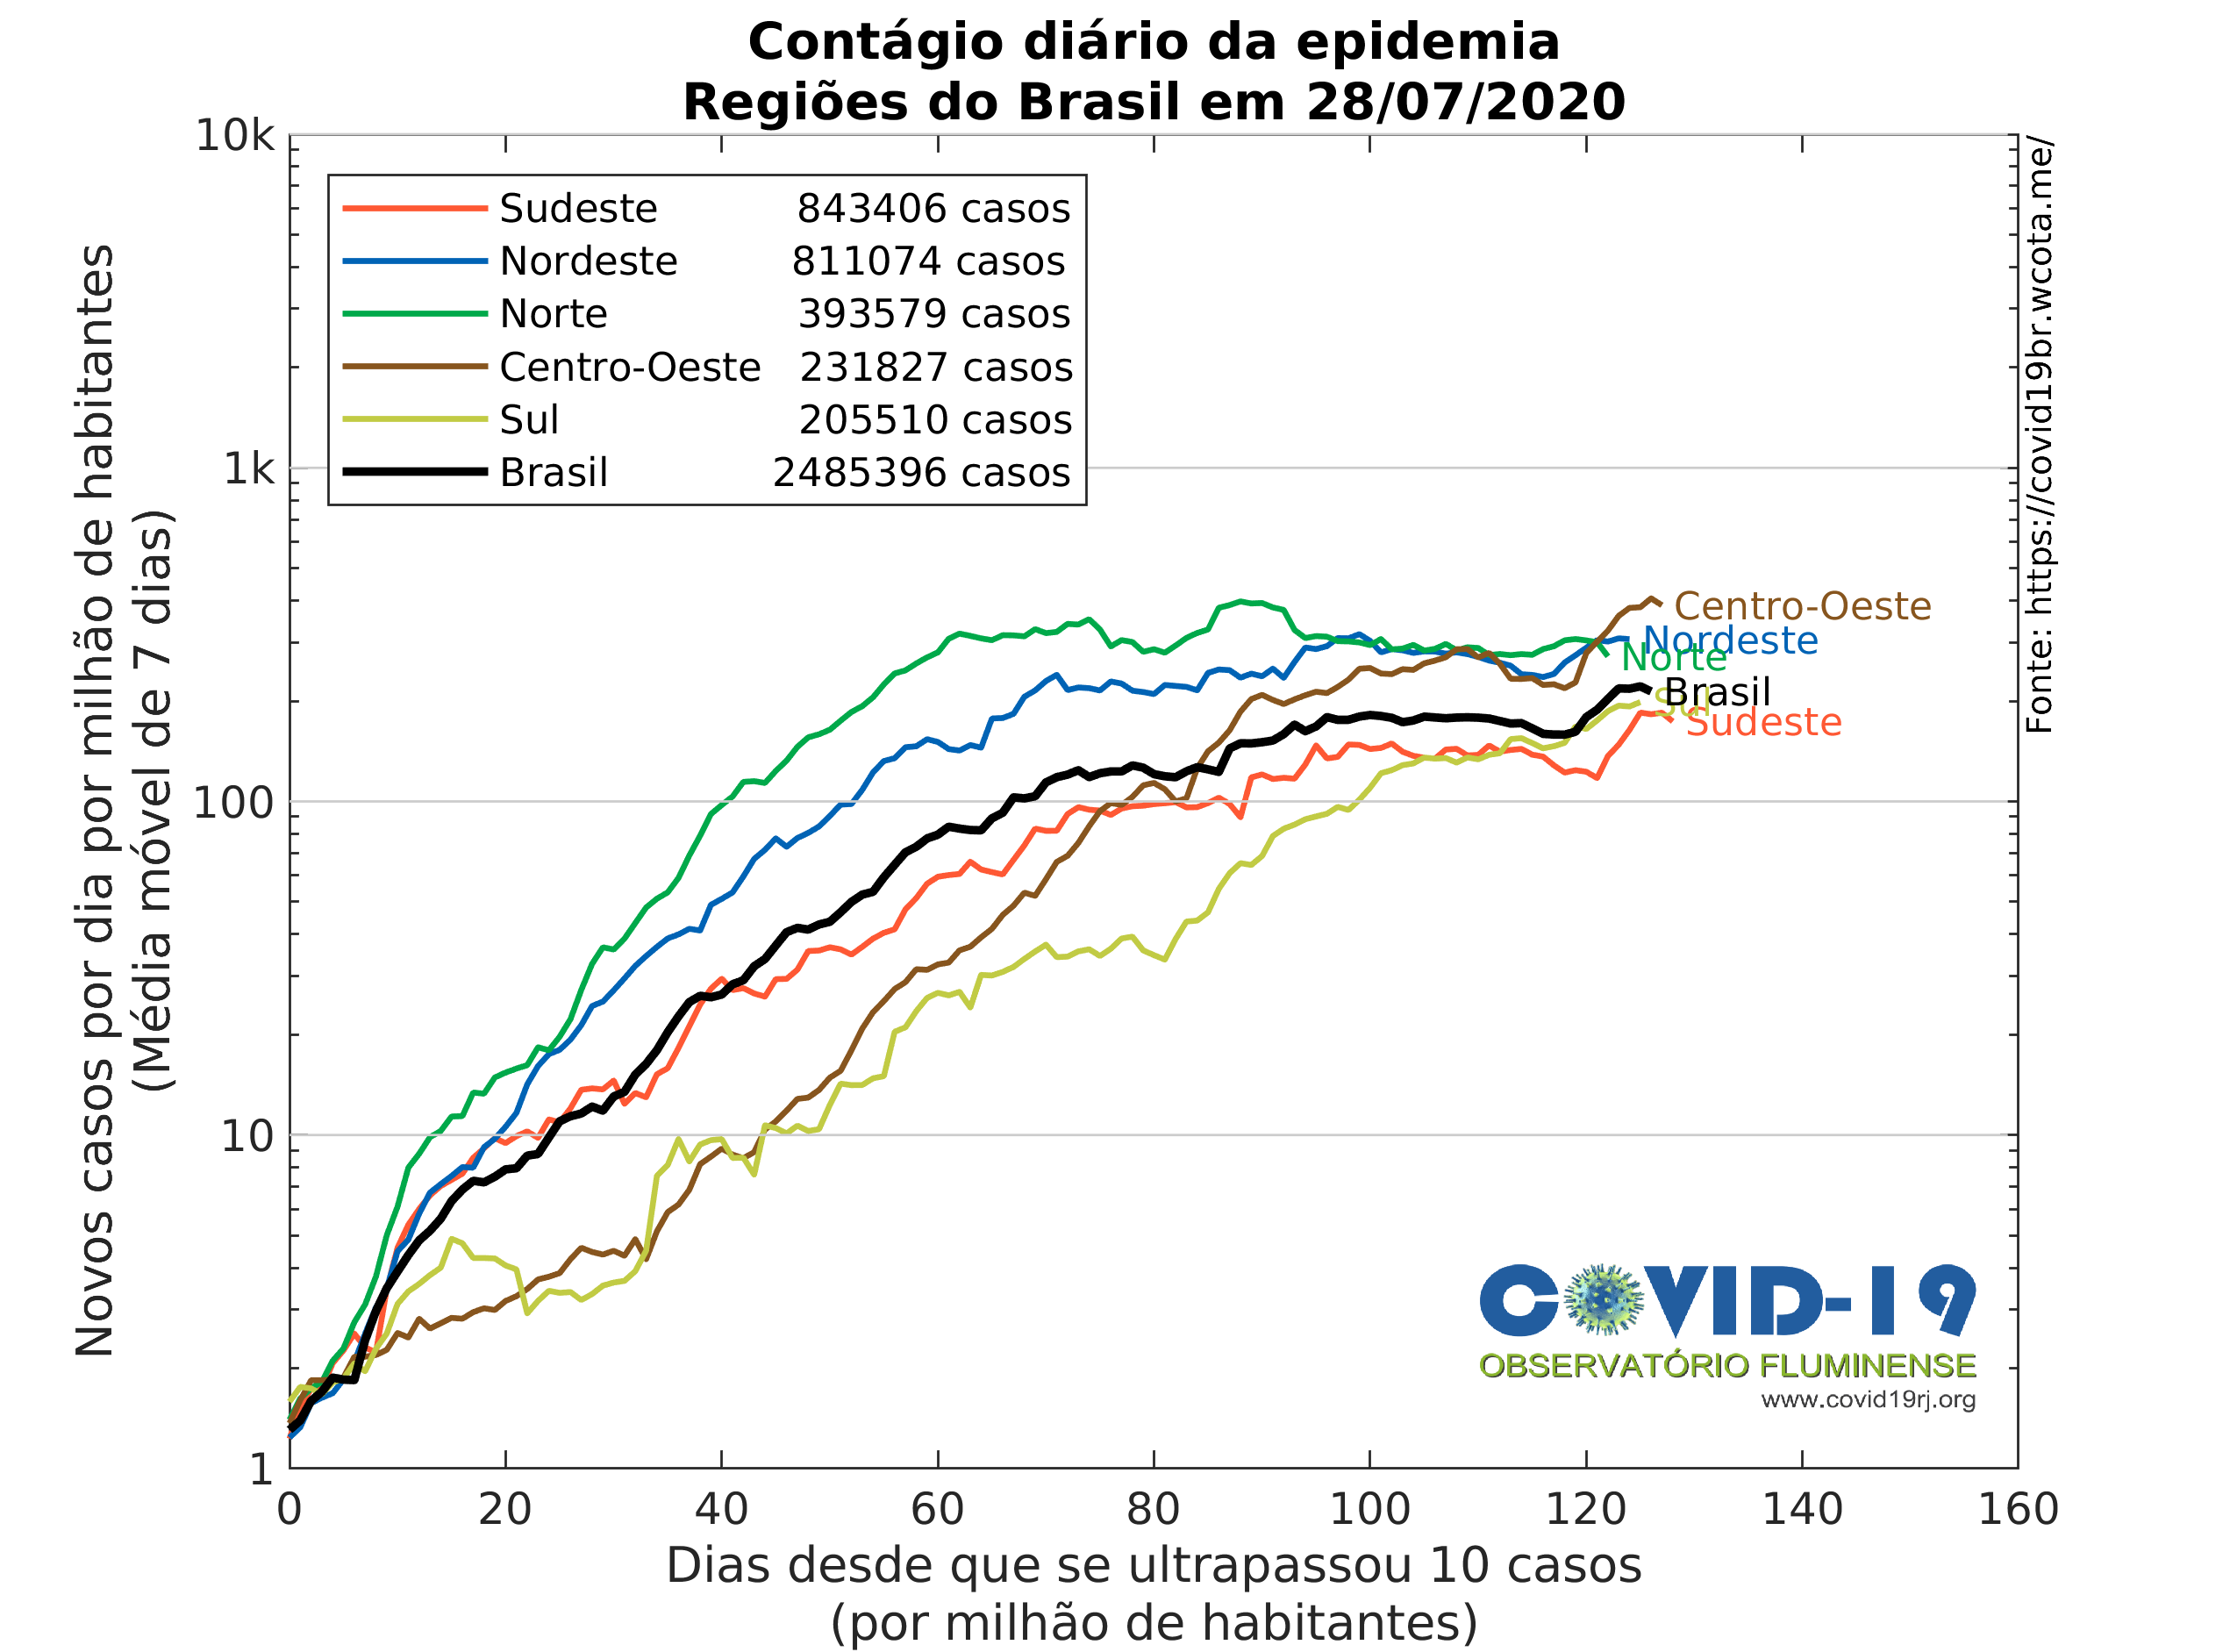 Contágio diário da epidemia
Regiões do Brasil em 28/07/2020
Novos casos por dia por milhão de habitantes
(Média móvel de 7 dias)
10k
1k
100
10
1
Sudeste 843406 casos
Nordeste 811074 casos
Norte 393579 casos
Centro-Oeste 231827 casos
Sul 205510 casos
Brasil 2485396 casos
Centro-Oeste
Nordeste
Norte
Brasil
Sul
Sudeste
Fonte: https://covid19br.wcota.me/
COVID-19
OBSERVATÓRIO FLUMINENSE
www.covid19rj.org
0 20 40 60 80 100 120 140 160
Dias desde que se ultrapassou 10 casos
(por milhão de habitantes)